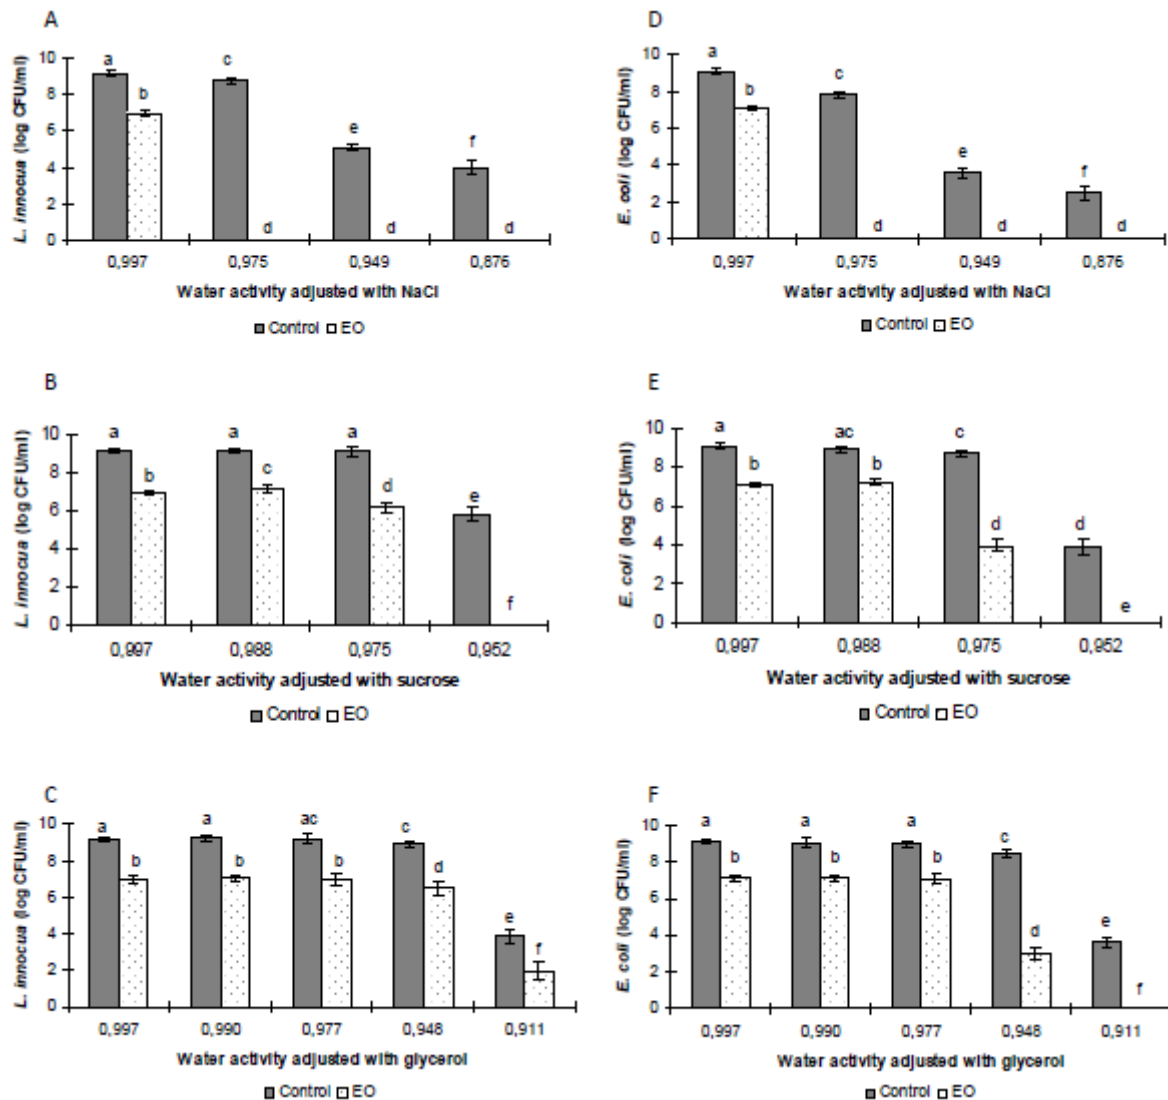 A
L. innocua (log CFU/ml)
10
8
6
4
2
0
a
b
c
d
e
d
f
d
0,997 0,975 0,949 0,876
Water activity adjusted with NaCl
Control EO
D
E. coli (log CFU/ml)
10
8
6
4
2
0
a
b
c
d
e
d
f
d
0,997 0,975 0,949 0,876
Water activity adjusted with NaCl
Control EO
B
L. innocua (log CFU/ml)
10
8
6
4
2
0
a
b
a
c
a
d
e
f
0,997 0,988 0,975 0,952
Water activity adjusted with sucrose
Control EO
E
E. coli (log CFU/ml)
10
8
6
4
2
0
a
b
ac
b
c
d
d
e
0,997 0,988 0,975 0,952
Water activity adjusted with sucrose
Control EO
C
L. innocua (log CFU/ml)
10
8
6
4
2
0
a
b
a
b
ac
b
c
d
e
f
0,997 0,990 0,977 0,948 0,911
Water activity adjusted with glycerol
Control EO
F
E. coli (log CFU/ml)
10
8
6
4
2
0
a
b
a
b
a
b
c
d
e
f
0,997 0,990 0,977 0,948 0,911
Water activity adjusted with glycerol
Control EO